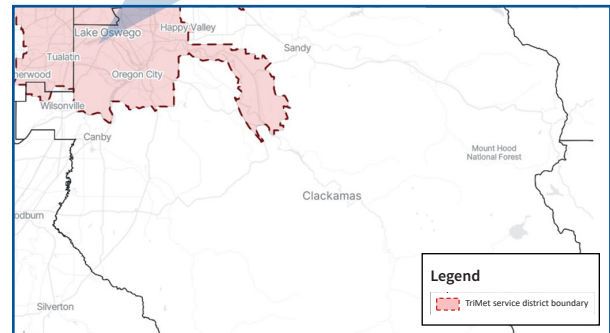 Lake Oswego
Happy Valley
Sandy
Tualatin
herwood
Oregon City
Wilsonville
Canby
Mount Hood
National Forest
Clackamas
odburn
Silverton
Legend
TriMet service district boundary